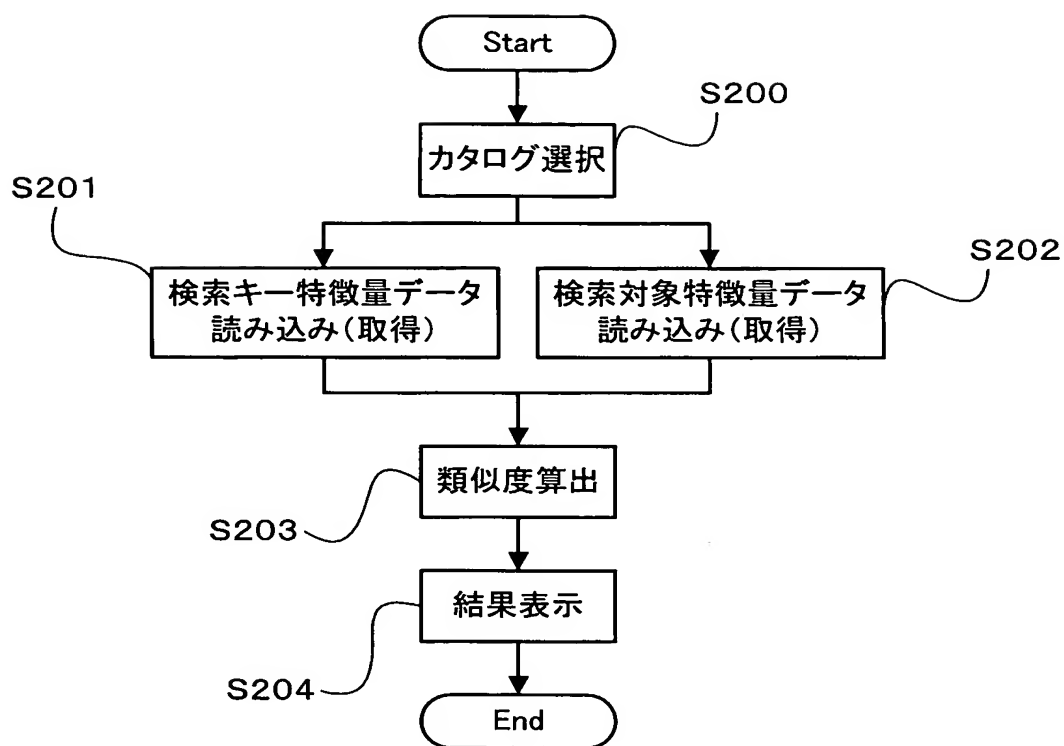 Start
S200
カタログ選択
S201
検索キー特徴量データ
読み込み(取得)
S202
検索対象特徴量データ
読み込み(取得)
類似度算出
S203
結果表示
S204
End